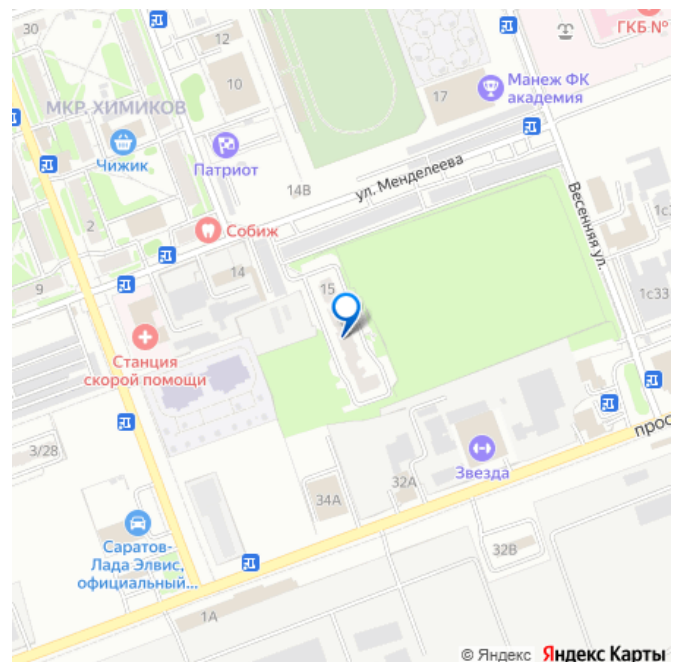 30
12
ГКБ №
10
Манеж ФК
академия
17
МКР. ХИМИКОВ
Чижик
Патриот
14В
ул. Менделеева
2
Собиж
Весенняя ул.
1с
14
15
9
1с33
Станция
скорой помощи
3/28
прос
Звезда
32А
34А
Саратов-
Лада Элвис,
официальный...
32В
1А
© Яндекс Яндекс Карты